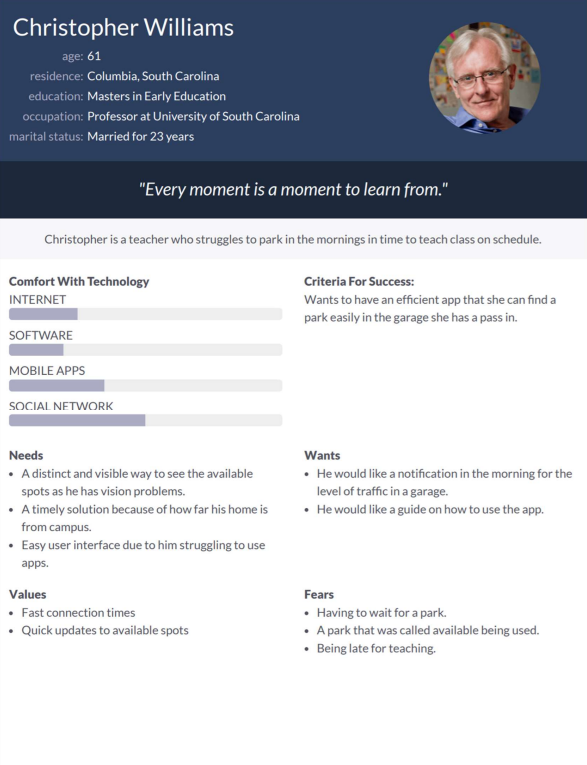 Christopher Williams
age: 61
residence: Columbia, South Carolina
education: Masters in Early Education
occupation: Professor at University of South Carolina
marital status: Married for 23 years
"Every moment is a moment to learn from."
Christopher is a teacher who struggles to park in the mornings in time to teach class on schedule.
Comfort With Technology
INTERNET
SOFTWARE
MOBILE APPS
SOCIAL NETWORK
Criteria For Success:
Wants to have an efficient app that she can find a
park easily in the garage she has a pass in.
Needs
• A distinct and visible way to see the available
spots as he has vision problems.
• A timely solution because of how far his home is
from campus.
• Easy user interface due to him struggling to use
apps.
Wants
• He would like a notification in the morning for the
level of traffic in a garage.
• He would like a guide on how to use the app.
Values
• Fast connection times
• Quick updates to available spots
Fears
• Having to wait for a park.
• A park that was called available being used.
• Being late for teaching.